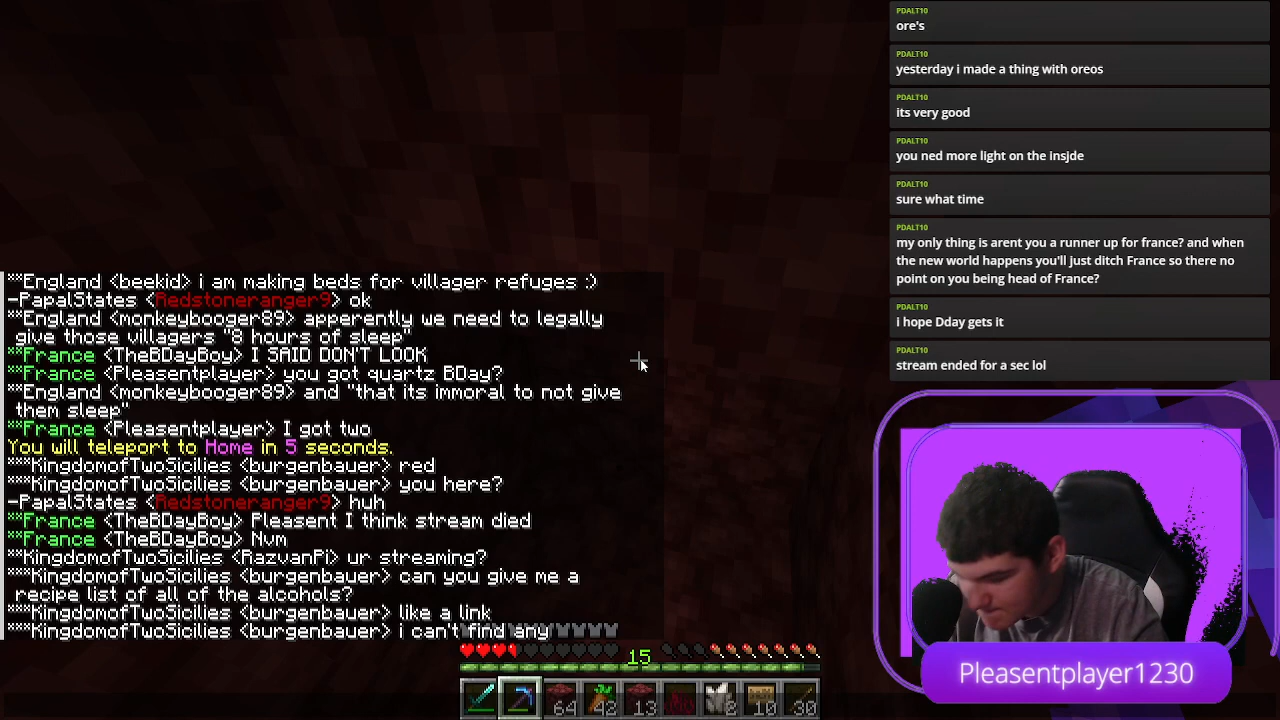 **England <beekid> i am making beds for villager refuges :)
-PapalStates <Redstoneranger9> ok
**England <monkeybooger89> apperently we need to legally
give those villagers "8 hours of sleep"
**France <TheBDayBoy> I SAID DON'T LOOK
**France <Pleasentplayer> you got quartz BDay?
**England <monkeybooger89> and "that its immoral to not give
them sleep"
**France <Pleasentplayer> I got two
You will teleport to Home in 5 seconds.
***KingdomofTwoSicilies <burgenbauer> red
***KingdomofTwoSicilies <burgenbauer> you here?
-PapalStates <Redstoneranger9> huh
**France <TheBDayBoy> Pleasent I think stream died
**France <TheBDayBoy> Nvm
**KingdomofTwoSicilies <RazvanPi> ur streaming?
***KingdomofTwoSicilies <burgenbauer> can you give me a
recipe list of all of the alcohols?
***KingdomofTwoSicilies <burgenbauer> like a link
***KingdomofTwoSicilies <burgenbauer> i can't find any
15
64
42
13
8
10
30
PDALT10
ore's
PDALT10
yesterday i made a thing with oreos
PDALT10
its very good
PDALT10
you ned more light on the insjde
PDALT10
sure what time
PDALT10
my only thing is arent you a runner up for france? and when
the new world happens you'll just ditch France so there no
point on you being head of France?
PDALT10
i hope Dday gets it
PDALT10
stream ended for a sec lol
Pleasentplayer1230